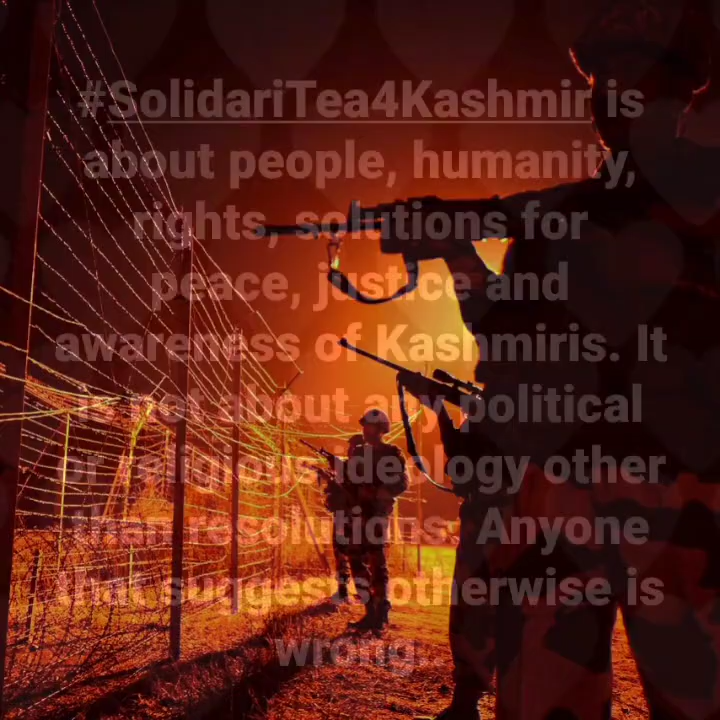 #SolidariTea4Kashmir is
about people, humanity,
rights, solutions for
peace, justice and
awareness of Kashmiris. It
is not about any political
or religious ideology other
than resolutions. Anyone
that suggest otherwise is
wrong..